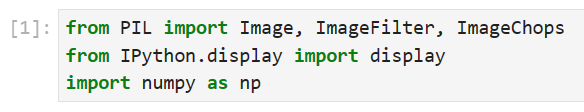 [1]: from PIL import Image, ImageFilter, ImageChops
from IPython.display import display
import numpy as np